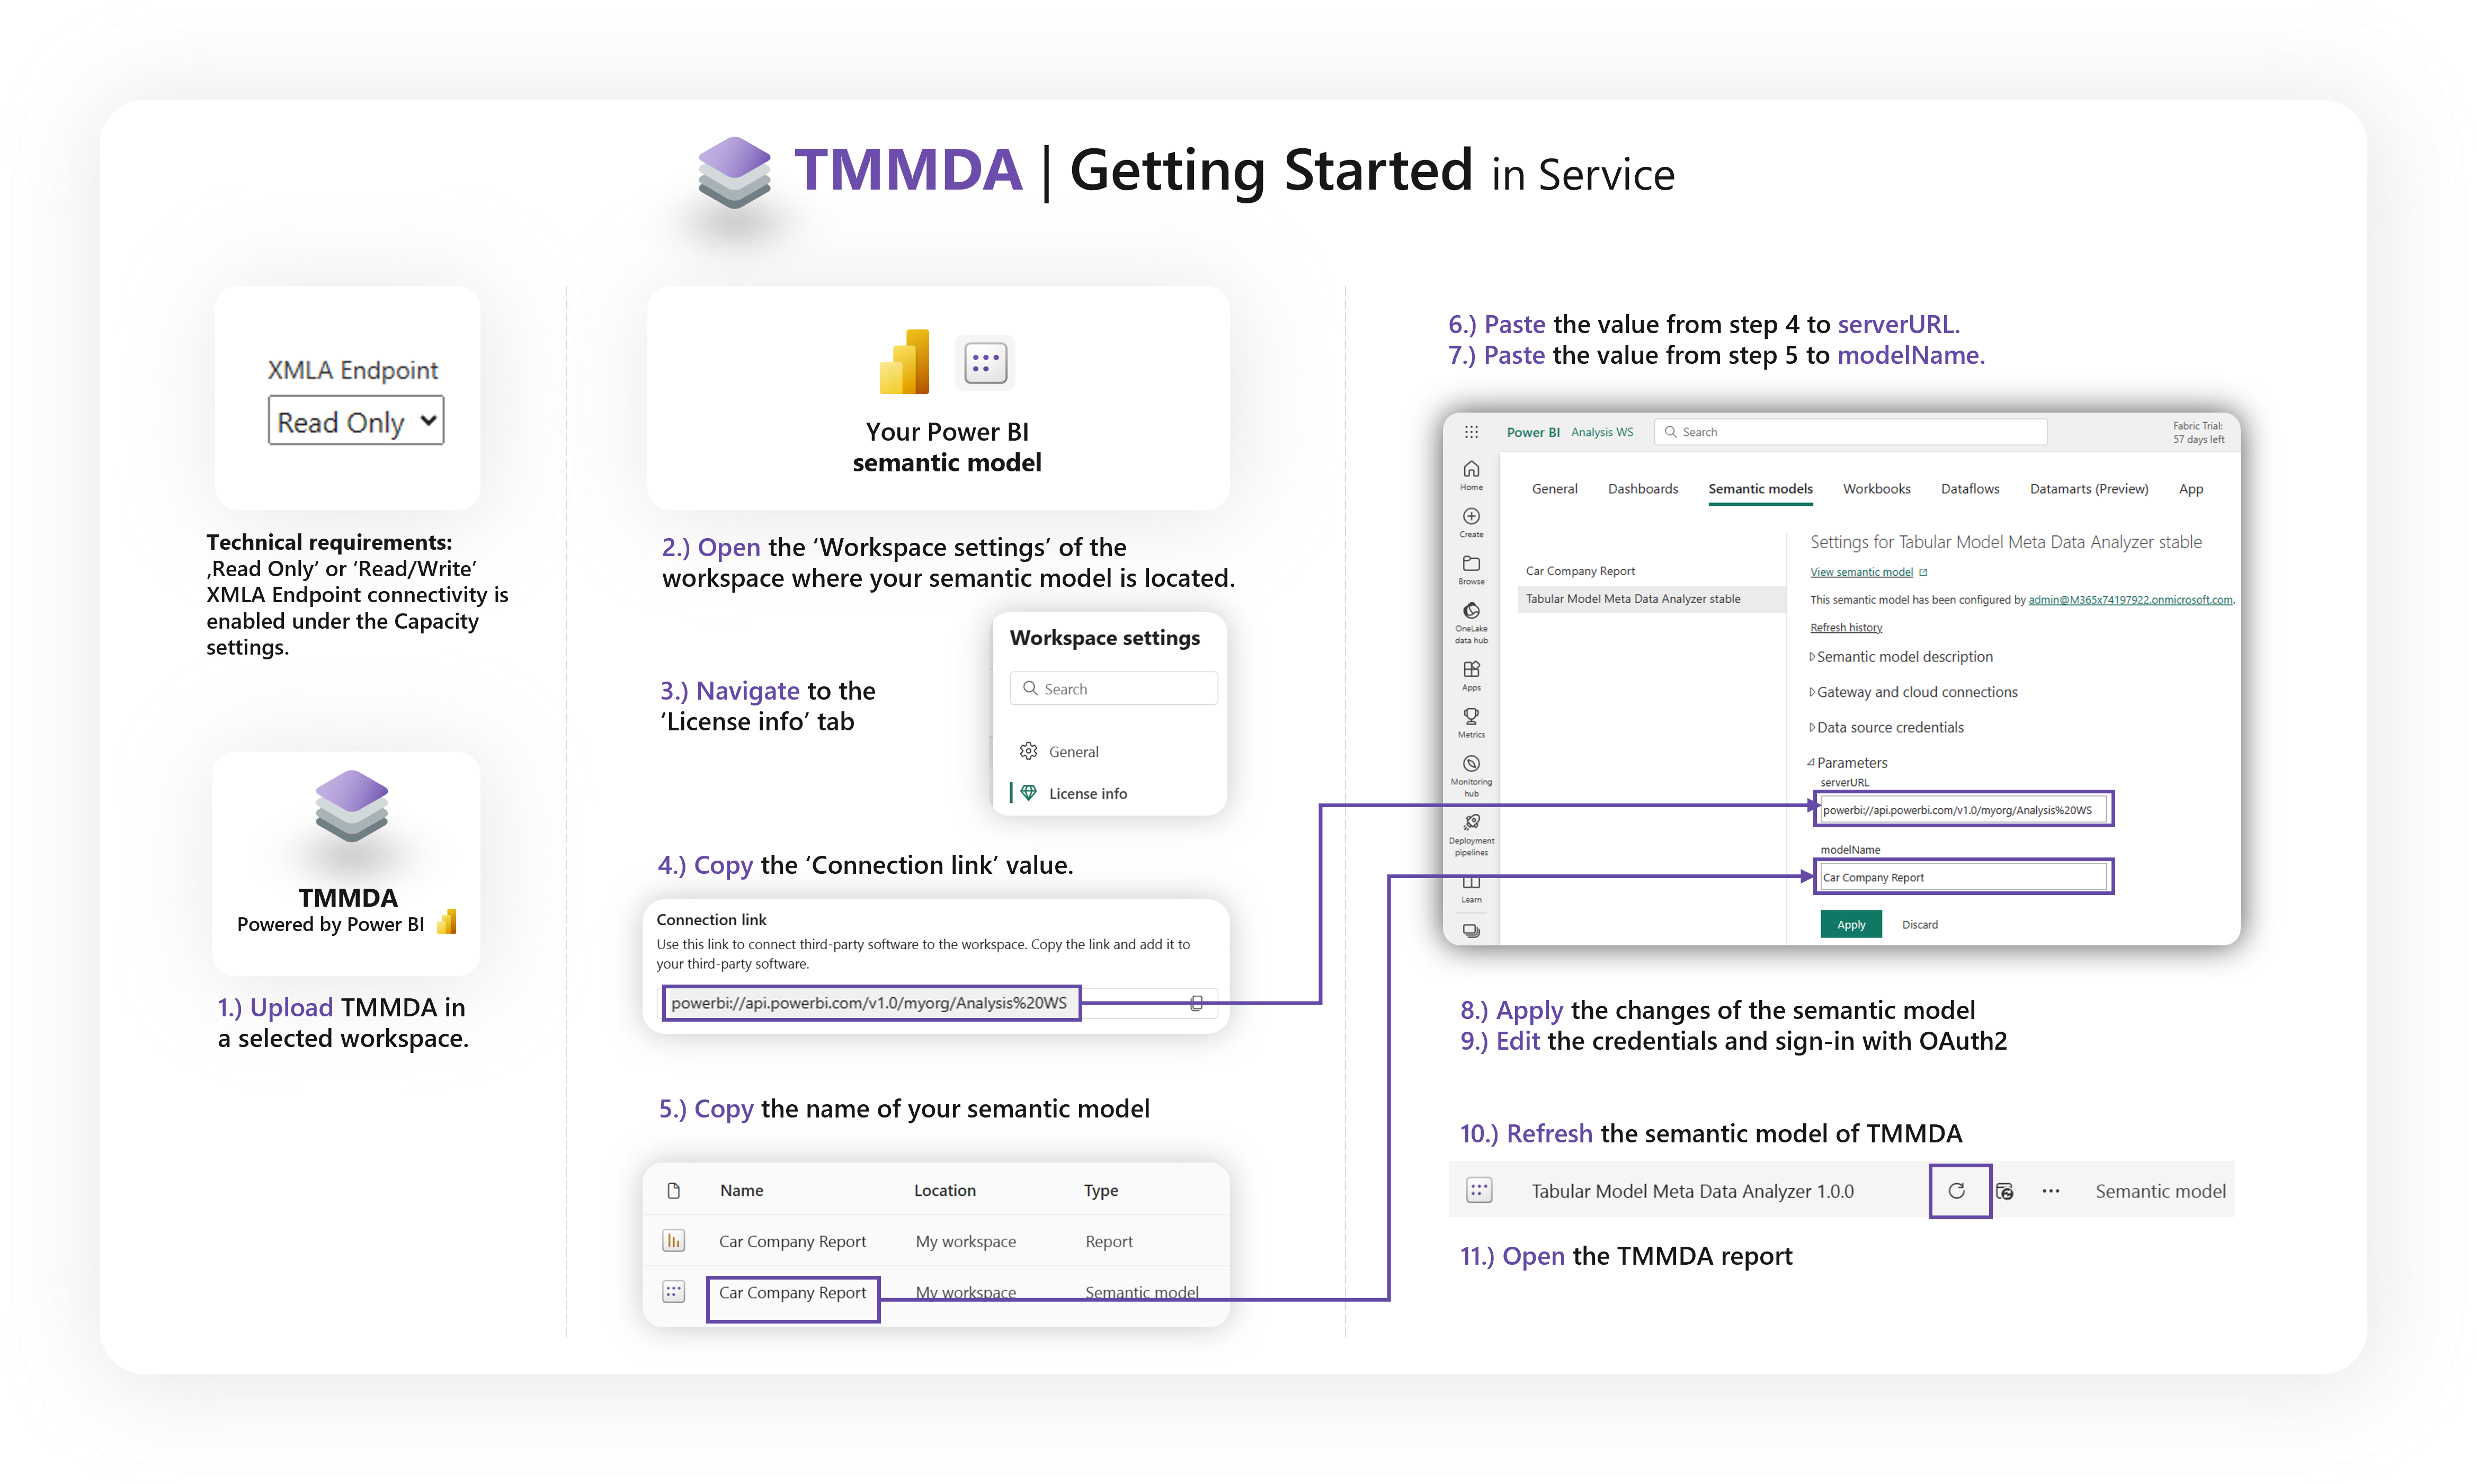 TMMDA | Getting Started in Service
XMLA Endpoint
Read Only
Technical requirements:
‚Read Only‘ or ‘Read/Write’
XMLA Endpoint connectivity is
enabled under the Capacity
settings.
TMMDA
Powered by Power BI
1.) Upload TMMDA in
a selected workspace.
Your Power BI
semantic model
2.) Open the ‘Workspace settings’ of the
workspace where your semantic model is located.
3.) Navigate to the
‘License info’ tab
Workspace settings
Search
General
License info
4.) Copy the ‘Connection link’ value.
Connection link
Use this link to connect third-party software to the workspace. Copy the link and add it to
your third-party software.
powerbi://api.powerbi.com/v1.0/myorg/Analysis%20WS
5.) Copy the name of your semantic model
Name Location Type
Car Company Report My workspace Report
Car Company Report My workspace Semantic model
6.) Paste the value from step 4 to serverURL.
7.) Paste the value from step 5 to modelName.
Power BI Analysis WS Search Fabric Trial:
57 days left
Home
Create
Browse
OneLake
data hub
Apps
Metrics
Monitoring
hub
Deployment
pipelines
Learn
General Dashboards Semantic models Workbooks Dataflows Datamarts (Preview) App
Car Company Report
Tabular Model Meta Data Analyzer stable
Settings for Tabular Model Meta Data Analyzer stable
View semantic model
This semantic model has been configured by admin@M365x74197922.onmicrosoft.com.
Refresh history
Semantic model description
Gateway and cloud connections
Data source credentials
Parameters
serverURL
powerbi://api.powerbi.com/v1.0/myorg/Analysis%20WS
modelName
Car Company Report
Apply Discard
8.) Apply the changes of the semantic model
9.) Edit the credentials and sign-in with OAuth2
10.) Refresh the semantic model of TMMDA
Tabular Model Meta Data Analyzer 1.0.0 ... Semantic model
11.) Open the TMMDA report